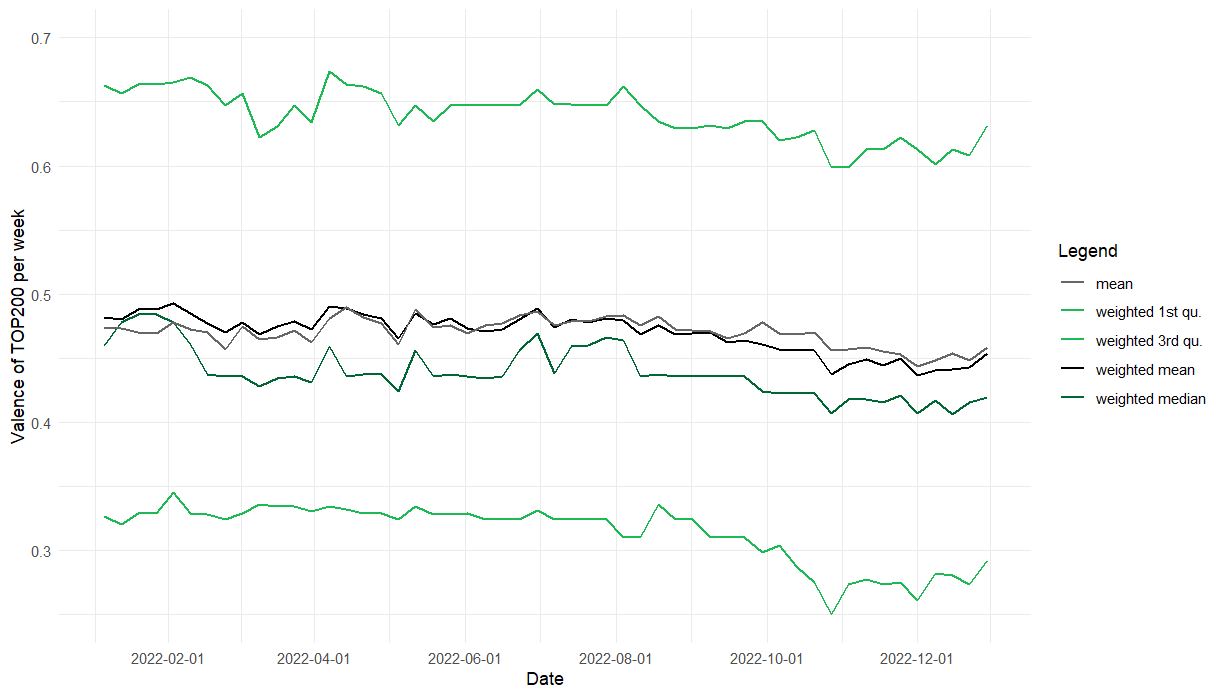 0.7
0.6
0.5
0.4
0.3
Valence of TOP200 per week
2022-02-01 2022-04-01 2022-06-01 2022-08-01 2022-10-01 2022-12-01
Date
Legend
mean
weighted 1st qu.
weighted 3rd qu.
weighted mean
weighted median